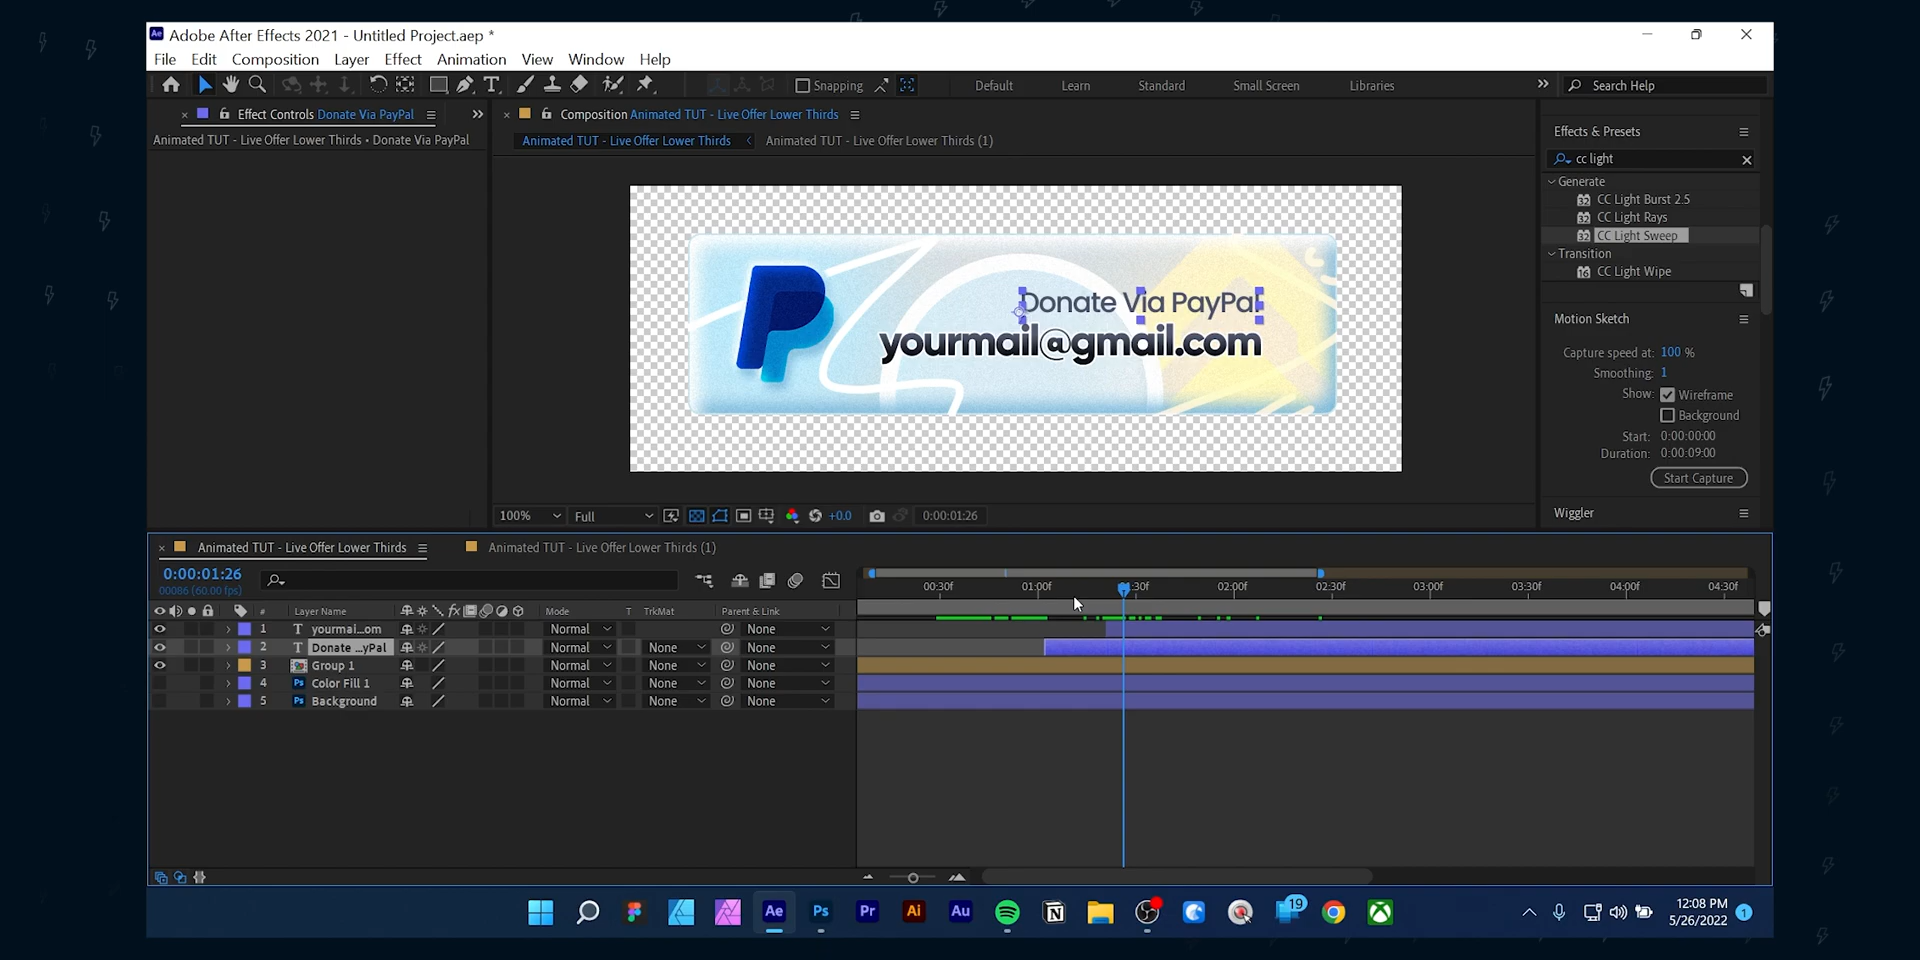 Adobe After Effects 2021 - Untitled Project.aep *
File Edit Composition Layer Effect Animation View Window Help
Snapping Default Learn Standard Small Screen Libraries Search Help
Effect Controls Donate Via PayPal
Animated TUT - Live Offer Lower Thirds • Donate Via PayPal
Composition Animated TUT - Live Offer Lower Thirds
Animated TUT - Live Offer Lower Thirds Animated TUT - Live Offer Lower Thirds (1)
Donate Via PayPal
yourmail@gmail.com
100% Full +0.0 0:00:01:26
Effects & Presets
cc light
Generate
CC Light Burst 2.5
CC Light Rays
CC Light Sweep
Transition
CC Light Wipe
Motion Sketch
Capture speed at: 100 %
Smoothing: 1
Show: Wireframe
Background
Start: 0:00:00:00
Duration: 0:00:09:00
Start Capture
Wiggler
Animated TUT - Live Offer Lower Thirds Animated TUT - Live Offer Lower Thirds (1)
0:00:01:26
00086 (60.00 fps)
00:30f 01:00f :30f 02:00f 02:30f 03:00f 03:30f 04:00f 04:30f
# Layer Name Mode T TrkMat Parent & Link
1 T yourmai...om Normal None
2 T Donate ...yPal Normal None None
3 Group 1 Normal None None
4 Ps Color Fill 1 Normal None None
5 Ps Background Normal None None
Ae Ps Pr Ai Au 19
12:08 PM
5/26/2022 1